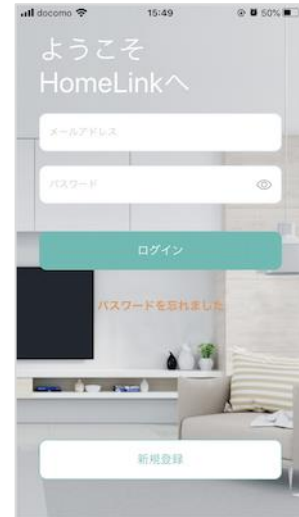 docomo 15:49 50%
ようこそ
HomeLinkへ
メールアドレス
パスワード
ログイン
パスワードを忘れました
新規登録